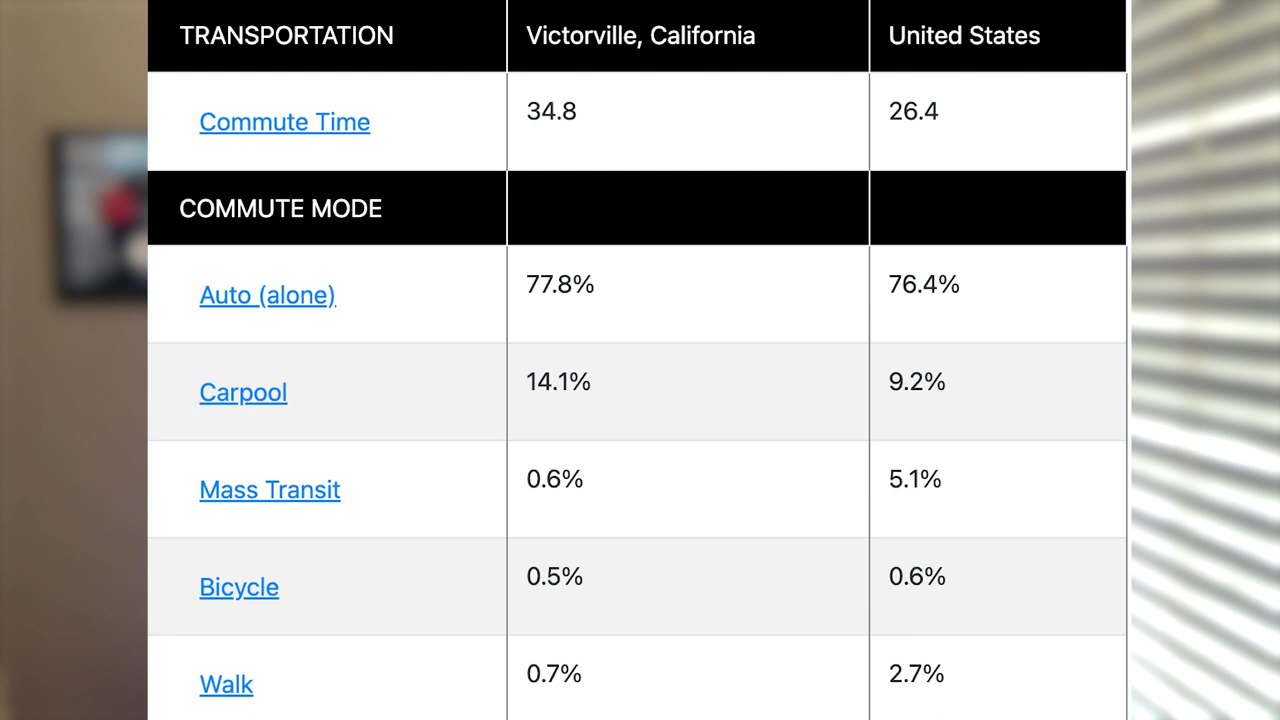 TRANSPORTATION Victorville, California United States
Commute Time 34.8 26.4
COMMUTE MODE
Auto (alone) 77.8% 76.4%
Carpool 14.1% 9.2%
Mass Transit 0.6% 5.1%
Bicycle 0.5% 0.6%
Walk 0.7% 2.7%